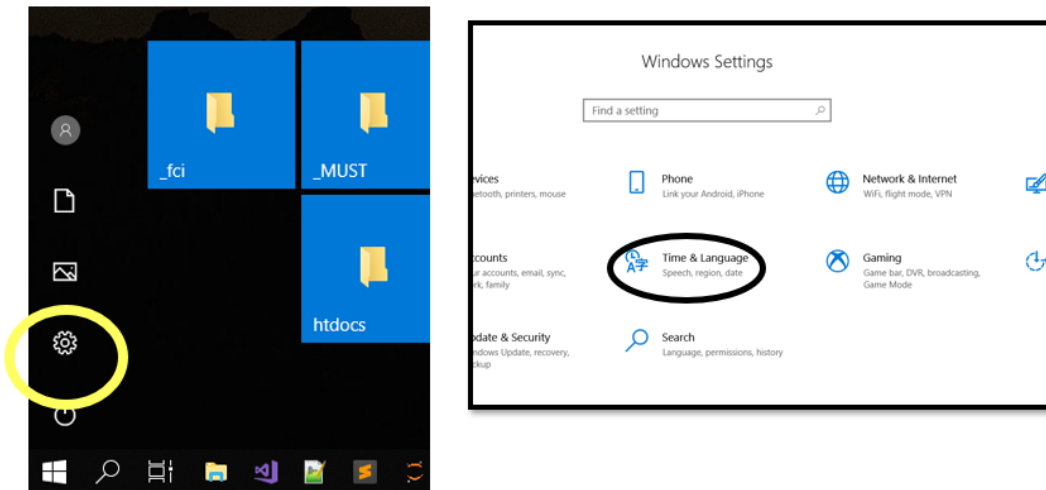 _fci
_MUST
htdocs
Windows Settings
Find a setting
evices
uetooth, printers, mouse
Phone
Link your Android, iPhone
Network & Internet
WiFi, flight mode, VPN
ccounts
ur accounts, email, sync,
rk, family
Time & Language
Speech, region, date
Gaming
Game bar, DVR, broadcasting,
Game Mode
pdate & Security
ndows Update, recovery,
ckup
Search
Language, permissions, history